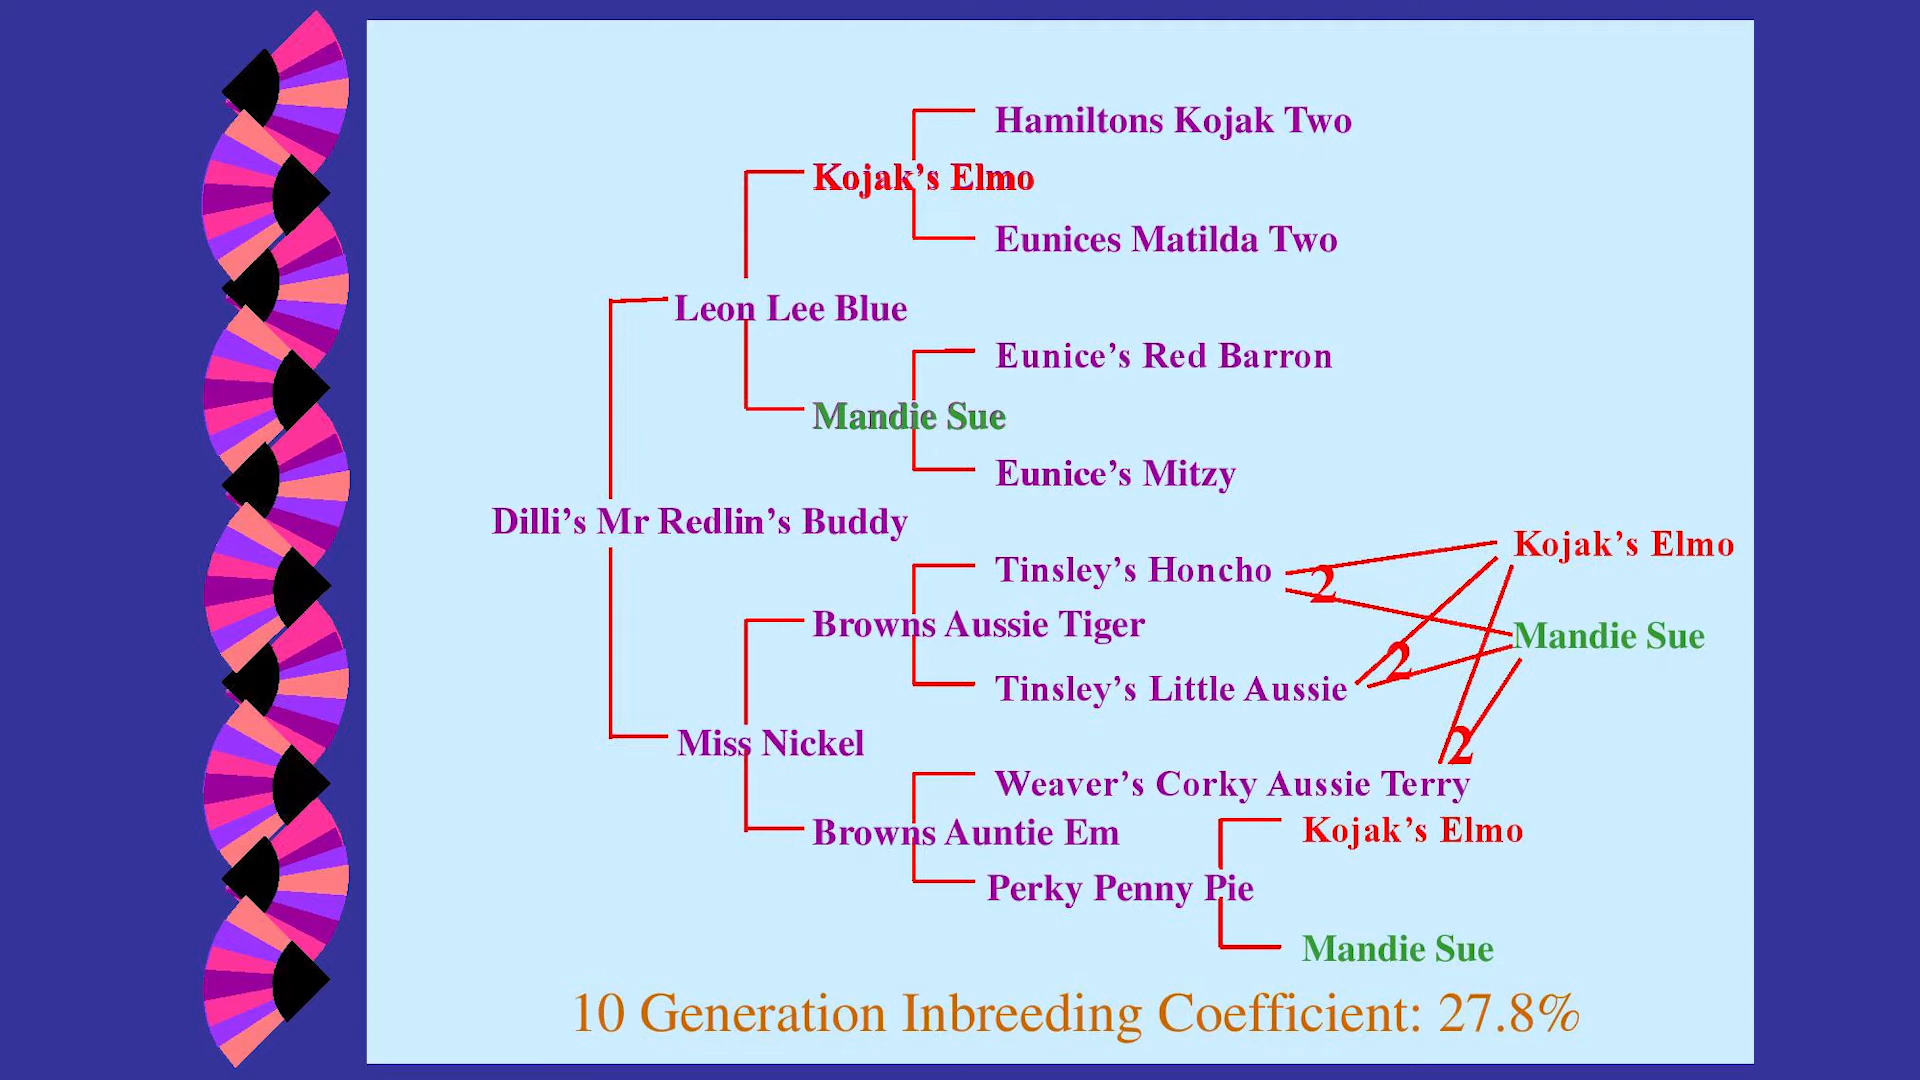 Hamiltons Kojak Two
Kojak's Elmo
Eunices Matilda Two
Leon Lee Blue
Eunice's Red Barron
Mandie Sue
Eunice's Mitzy
Dilli's Mr Redlin's Buddy
Kojak's Elmo
Tinsley's Honcho
2
Browns Aussie Tiger
Mandie Sue
2
Tinsley's Little Aussie
Miss Nickel
2
Weaver's Corky Aussie Terry
Browns Auntie Em
Kojak's Elmo
Perky Penny Pie
Mandie Sue
10 Generation Inbreeding Coefficient: 27.8%